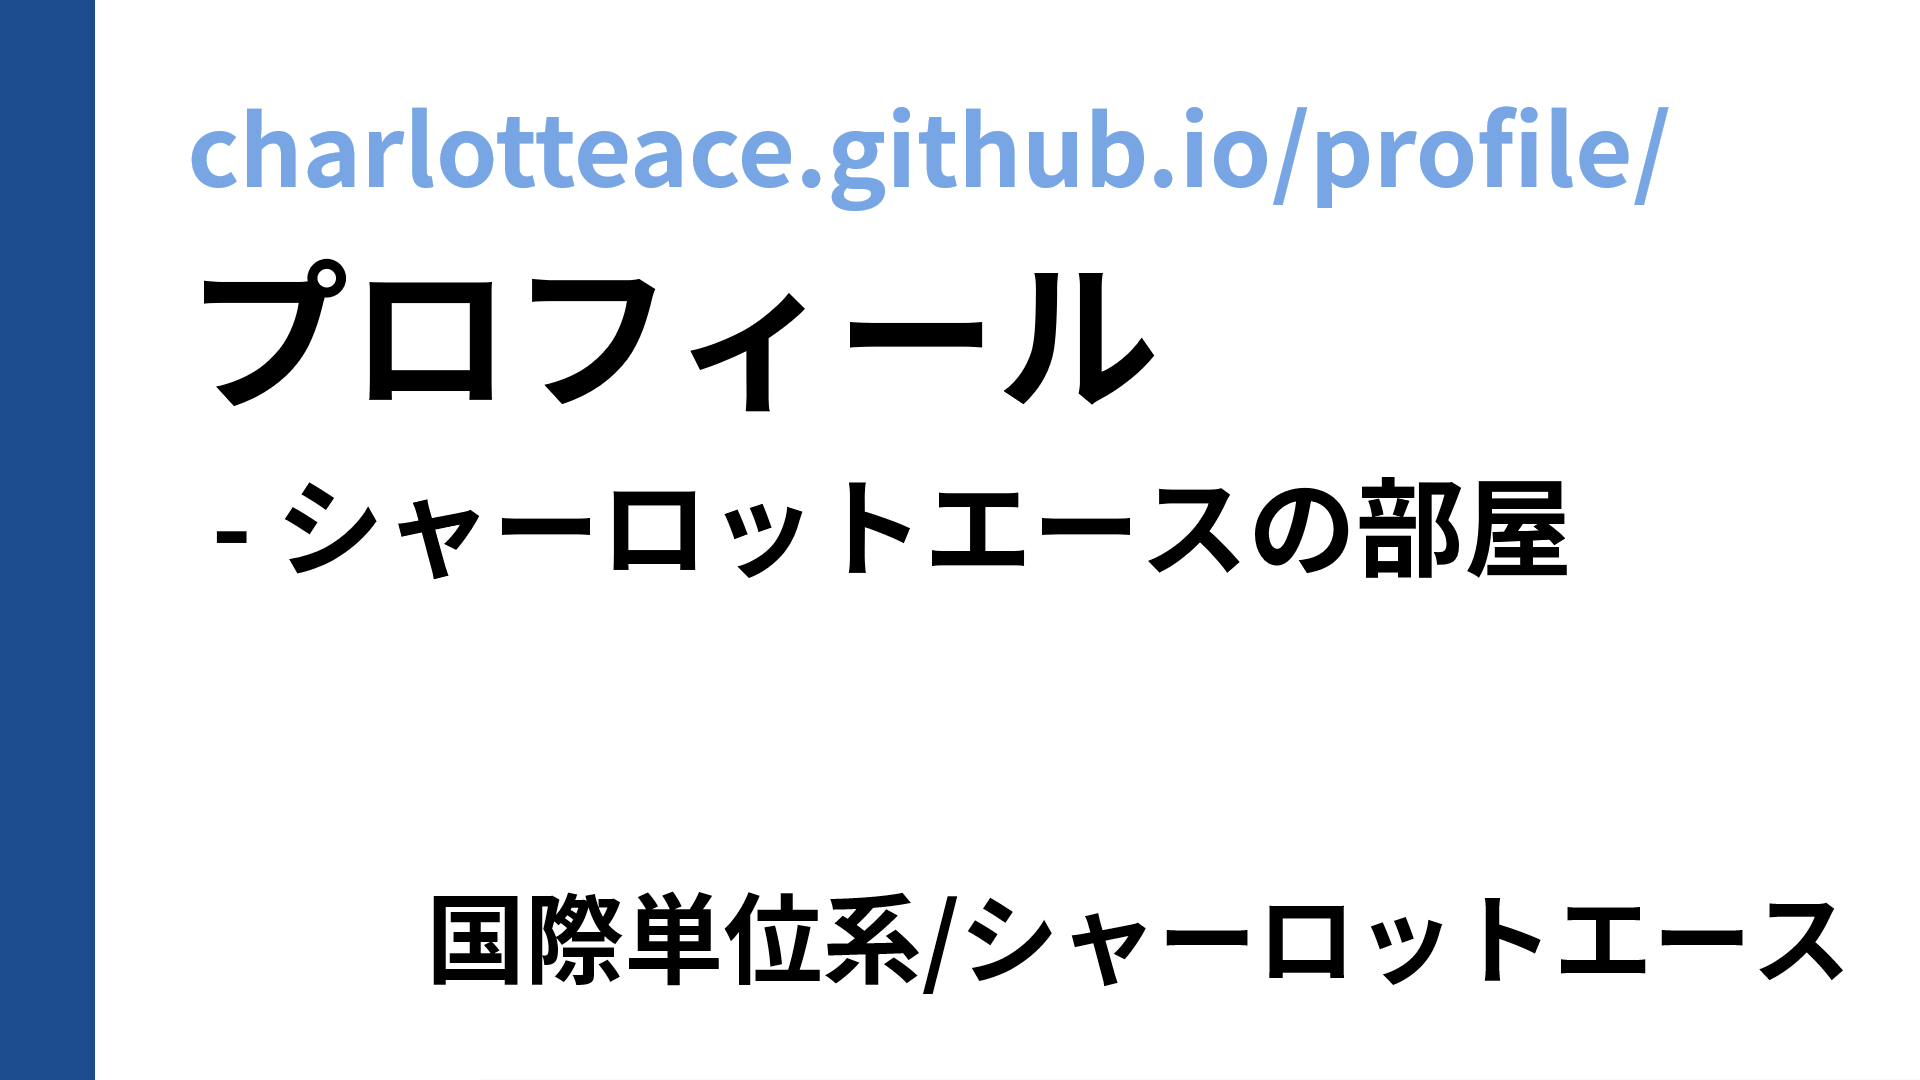 charlotteace.github.io/profile/
プロフィール
- シャーロットエースの部屋
国際単位系/シャーロットエース